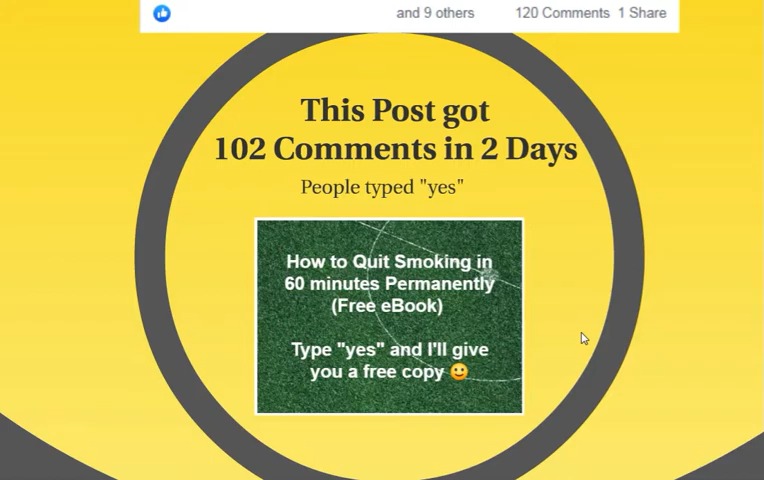 and 9 others 120 Comments 1 Share
This Post got
102 Comments in 2 Days
People typed "yes"
How to Quit Smoking in
60 minutes Permanently
(Free eBook)
Type "yes" and I'll give
you a free copy 🙂